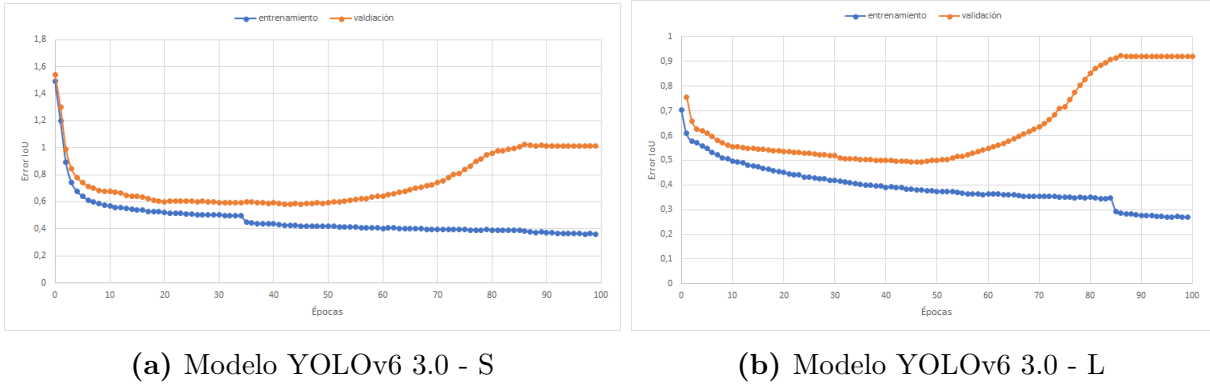 entrenamiento valdiación
1,8
1,6
1,4
1,2
1
0,8
0,6
0,4
0,2
0
Error IoU
0 10 20 30 40 50 60 70 80 90 100
Épocas
(a) Modelo YOLOv6 3.0 - S
entrenamiento validación
1
0,9
0,8
0,7
0,6
0,5
0,4
0,3
0,2
0,1
0
Error IoU
0 10 20 30 40 50 60 70 80 90 100
Épocas
(b) Modelo YOLOv6 3.0 - L